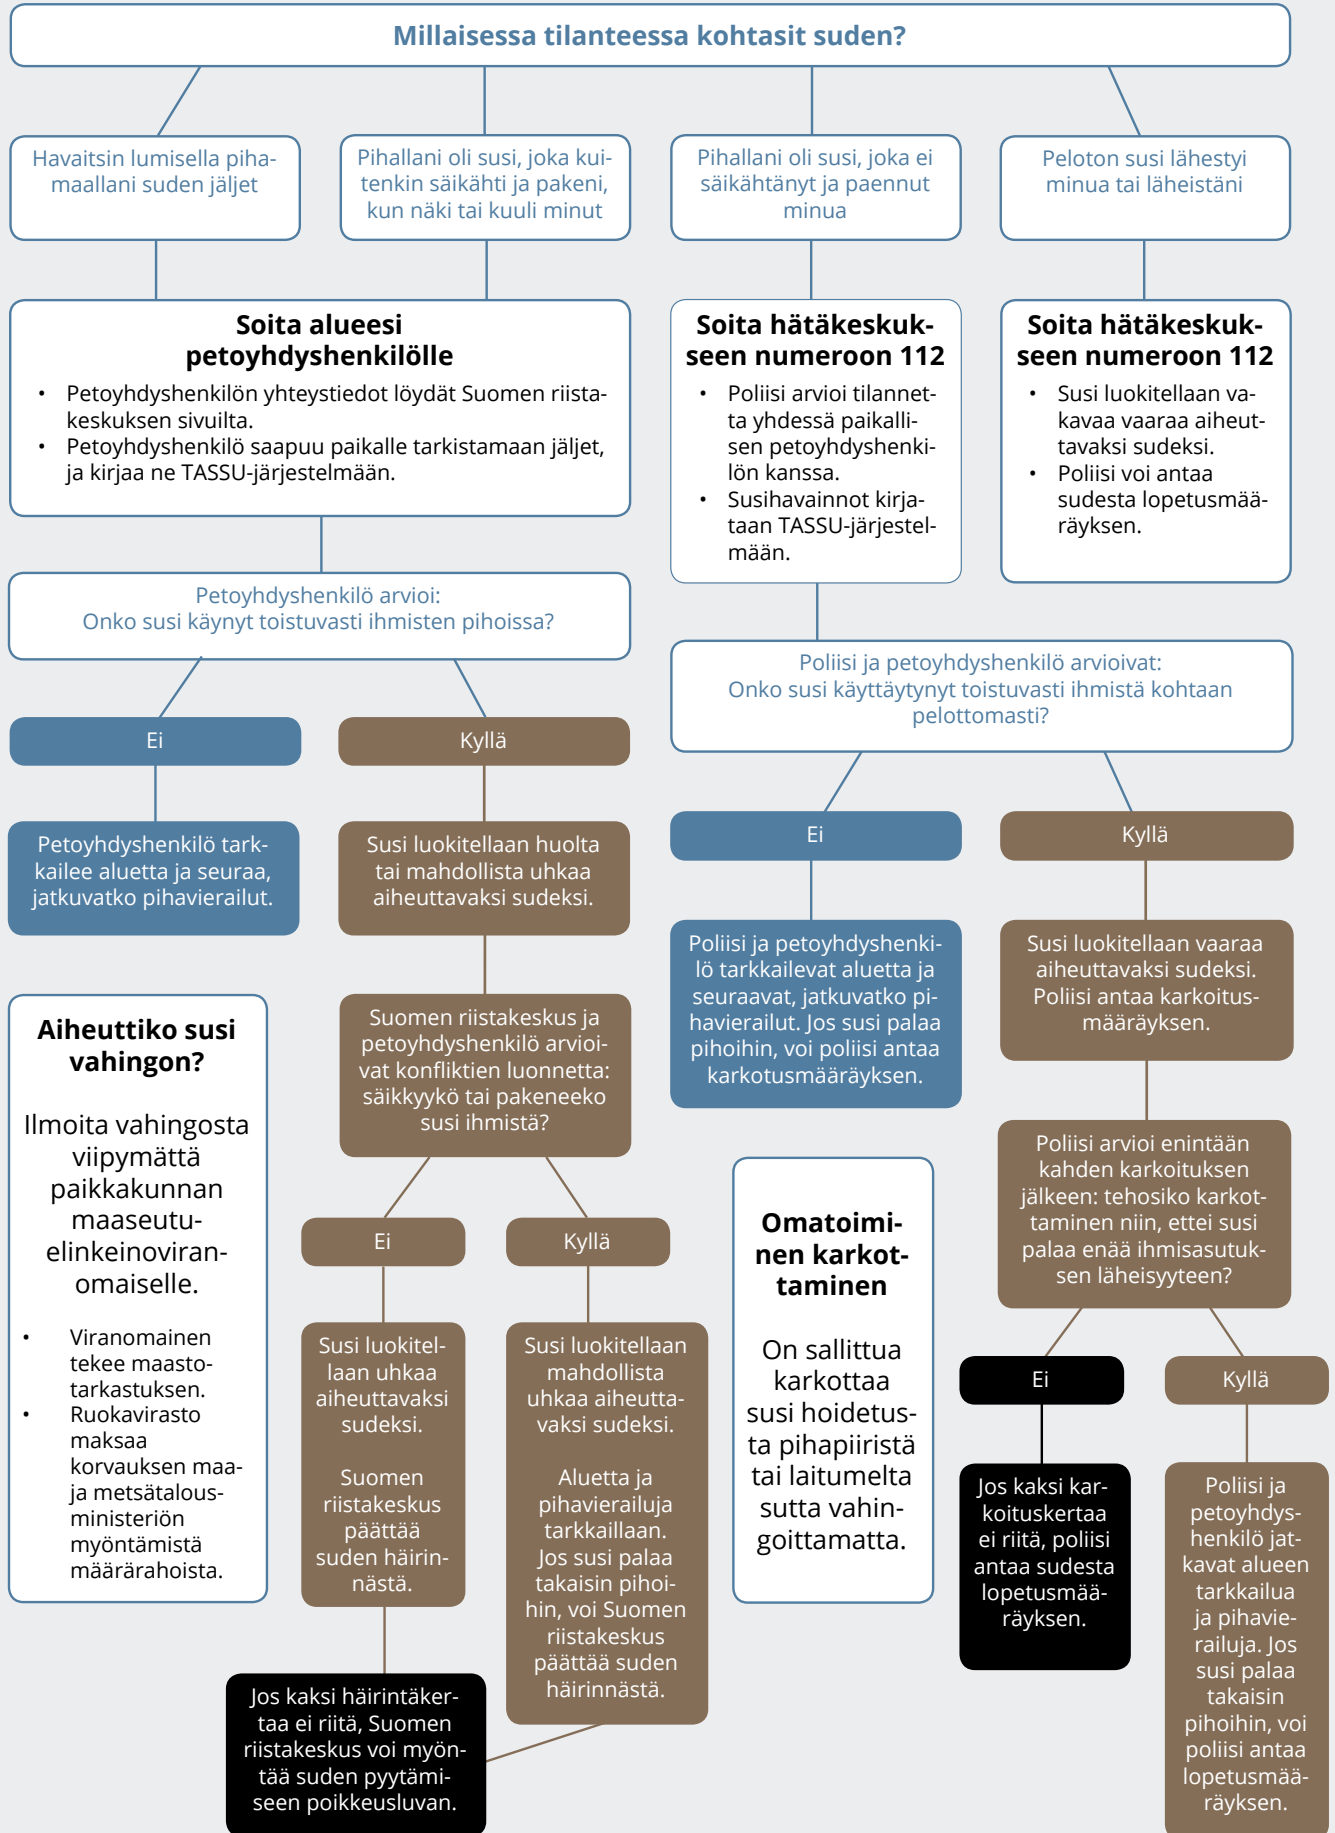 Millaisessa tilanteessa kohtasit suden?
Havaitsin lumisella piha-
maallani suden jäljet
Pihallani oli susi, joka kui-
tenkin säikähti ja pakeni,
kun näki tai kuuli minut
Pihallani oli susi, joka ei
säikähtänyt ja paennut
minua
Peloton susi lähestyi
minua tai läheistäni
Soita alueesi
petoyhdyshenkilölle
• Petoyhdyshenkilön yhteystiedot löydät Suomen riista-
keskuksen sivuilta.
• Petoyhdyshenkilö saapuu paikalle tarkistamaan jäljet,
ja kirjaa ne TASSU-järjestelmään.
Soita hätäkeskuk-
seen numeroon 112
• Poliisi arvioi tilannet-
ta yhdessä paikalli-
sen petoyhdyshenki-
lön kanssa.
• Susihavainnot kirja-
taan TASSU-järjestel-
mään.
Soita hätäkeskuk-
seen numeroon 112
• Susi luokitellaan va-
kavaa vaaraa aiheut-
tavaksi sudeksi.
• Poliisi voi antaa
sudesta lopetusmää-
räyksen.
Petoyhdyshenkilö arvioi:
Onko susi käynyt toistuvasti ihmisten pihoissa?
Ei
Kyllä
Petoyhdyshenkilö tark-
kailee aluetta ja seuraa,
jatkuvatko pihavierailut.
Susi luokitellaan huolta
tai mahdollista uhkaa
aiheuttavaksi sudeksi.
Poliisi ja petoyhdyshenkilö arvioivat:
Onko susi käyttäytynyt toistuvasti ihmistä kohtaan
pelottomasti?
Ei
Kyllä
Poliisi ja petoyhdyshenki-
lö tarkkailevat aluetta ja
seuraavat, jatkuvatko pi-
havierailut. Jos susi palaa
pihoihin, voi poliisi antaa
karkotusmääräyksen.
Susi luokitellaan vaaraa
aiheuttavaksi sudeksi.
Poliisi antaa karkoitus-
määräyksen.
Aiheuttiko susi
vahingon?
Ilmoita vahingosta
viipymättä
paikkakunnan
maaseutu-
elinkeinoviran-
omaiselle.
• Viranomainen
tekee maasto-
tarkastuksen.
• Ruokavirasto
maksaa
korvauksen maa-
ja metsätalous-
ministeriön
myöntämistä
määrärahoista.
Suomen riistakeskus ja
petoyhdyshenkilö arvioi-
vat konfliktien luonnetta:
säikkyykö tai pakeneeko
susi ihmistä?
Ei
Kyllä
Susi luokitel-
laan uhkaa
aiheuttavaksi
sudeksi.
Suomen
riistakeskus
päättää
suden häirin-
nästä.
Susi luokitellaan
mahdollista
uhkaa aiheutta-
vaksi sudeksi.
Aluetta ja
pihavierailuja
tarkkaillaan.
Jos susi palaa
takaisin pihoi-
hin, voi Suomen
riistakeskus
päättää suden
häirinnästä.
Jos kaksi häirintäker-
taa ei riitä, Suomen
riistakeskus voi myön-
tää suden pyytämi-
seen poikkeusluvan.
Omatoimi-
nen karkot-
taminen
On sallittua
karkottaa
susi hoidetus-
ta pihapiiristä
tai laitumelta
sutta vahin-
goittamatta.
Poliisi arvioi enintään
kahden karkoituksen
jälkeen: tehosiko karkot-
taminen niin, ettei susi
palaa enää ihmisasutuk-
sen läheisyyteen?
Ei
Kyllä
Jos kaksi kar-
koituskertaa
ei riitä, poliisi
antaa sudesta
lopetusmää-
räyksen.
Poliisi ja
petoyhdys-
henkilö jat-
kavat alueen
tarkkailua
ja pihavie-
railuja. Jos
susi palaa
takaisin
pihoihin, voi
poliisi antaa
lopetusmää-
räyksen.